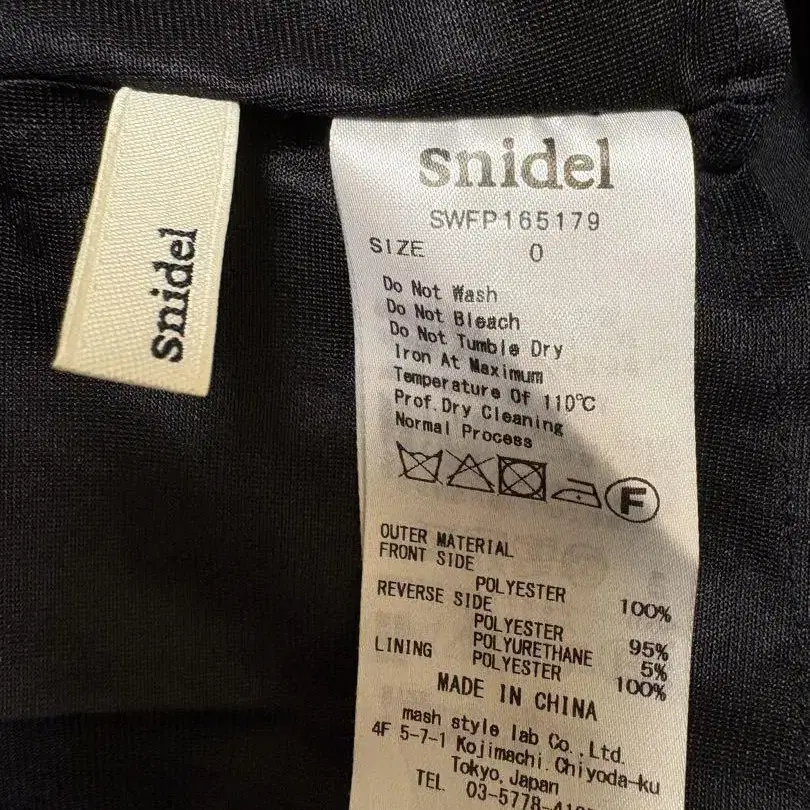 snidel
snidel
SWFP165179
SIZE 0
Do Not Wash
Do Not Bleach
Do Not Tumble Dry
Iron At Maximum
Temperature Of 110℃
Prof.Dry Cleaning
Normal Process
F
OUTER MATERIAL
FRONT SIDE
POLYESTER 100%
REVERSE SIDE
POLYESTER 95%
POLYURETHANE 5%
LINING POLYESTER 100%
MADE IN CHINA
mash style lab Co.,Ltd.
4F 5-7-1 Kojimachi.Chiyoda-ku
Tokyo,Japan
TEL 03-5778-